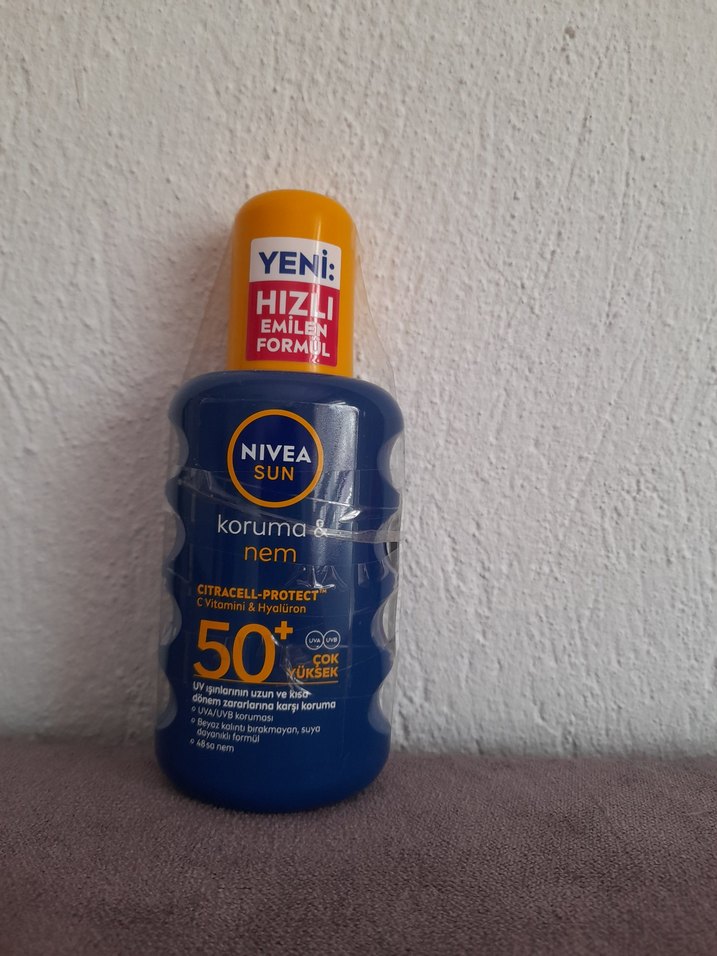 YENİ:
HIZLI
EMİLEN
FORMÜL
NIVEA
SUN
koruma &
nem
CITRACELL-PROTECT™
C Vitamini & Hyalüron
50+
UVA UVB
ÇOK
YÜKSEK
UV ışınlarının uzun ve kısa
dönem zararlarına karşı koruma
UVA/UVB koruması
Beyaz kalıntı bırakmayan, suya
dayanıklı formül
48 sa nem